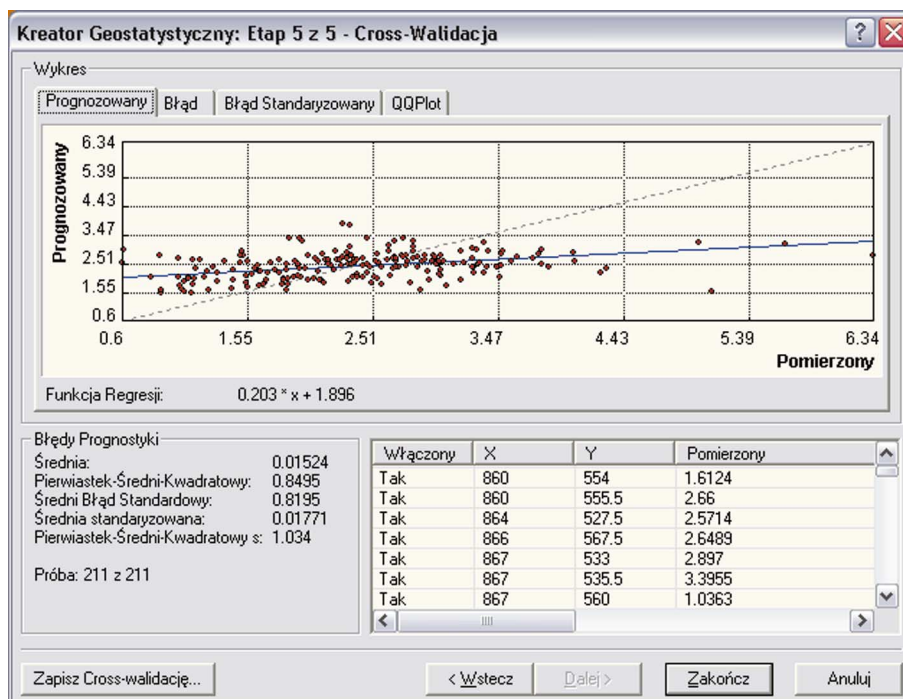 Kreator Geostatystyczny: Etap 5 z 5 - Cross-Walidacja
Wykres
Prognozowany Błąd Błąd Standaryzowany QQPlot
Prognozowany
6.34
5.39
4.43
3.47
2.51
1.55
0.6
0.6 1.55 2.51 3.47 4.43 5.39 6.34
Pomierzony
Funkcja Regresji: 0.203 * x + 1.896
Błędy Prognostyki
Średnia: 0.01524
Pierwiastek-Średni-Kwadratowy: 0.8495
Średni Błąd Standardowy: 0.8195
Średnia standaryzowana: 0.01771
Pierwiastek-Średni-Kwadratowy s: 1.034
Próba: 211 z 211
Włączony X Y Pomierzony
Tak 860 554 1.6124
Tak 860 555.5 2.66
Tak 864 527.5 2.5714
Tak 866 567.5 2.6489
Tak 867 533 2.897
Tak 867 535.5 3.3955
Tak 867 560 1.0363
Zapisz Cross-walidację... < Wstecz Dalej > Zakończ Anuluj